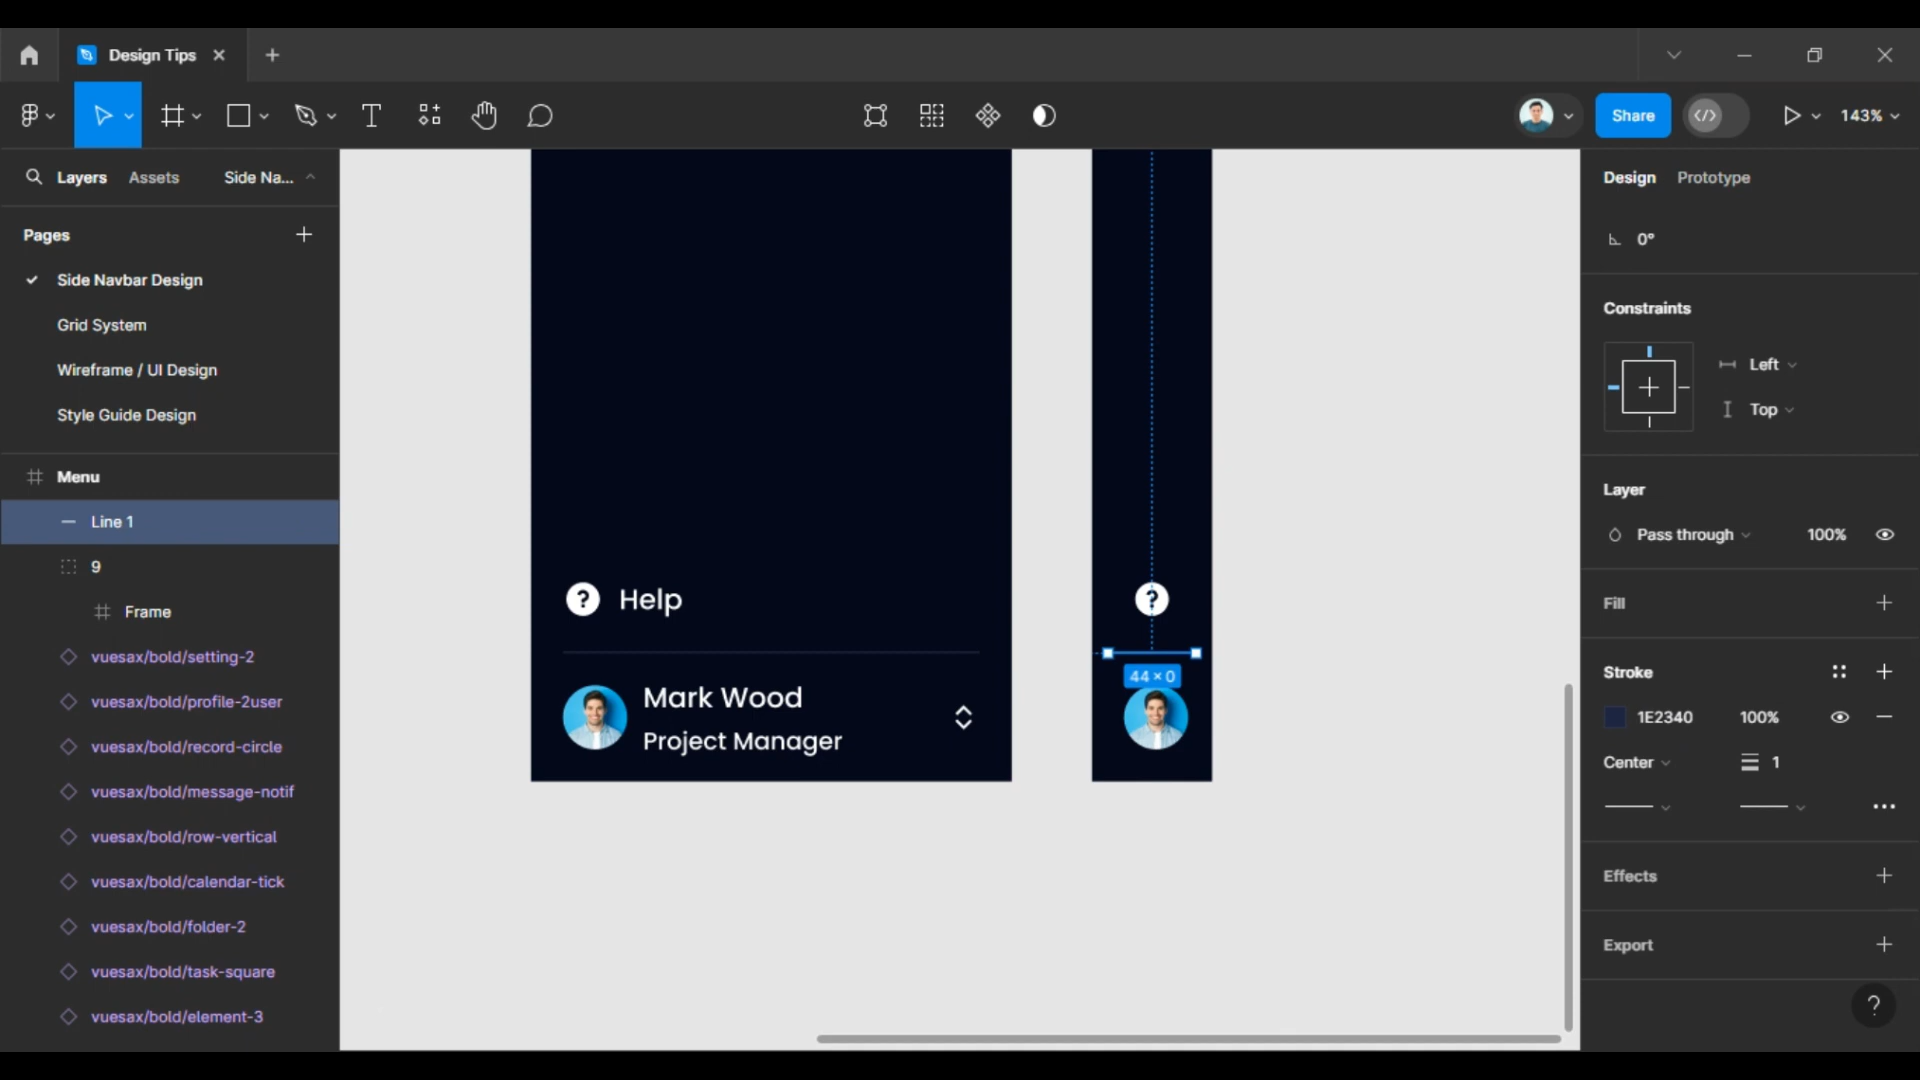 Design Tips
Share
143%
Layers
Assets
Side Na...
Pages
Side Navbar Design
Grid System
Wireframe / UI Design
Style Guide Design
Menu
Line 1
9
Frame
vuesax/bold/setting-2
vuesax/bold/profile-2user
vuesax/bold/record-circle
vuesax/bold/message-notif
vuesax/bold/row-vertical
vuesax/bold/calendar-tick
vuesax/bold/folder-2
vuesax/bold/task-square
vuesax/bold/element-3
? Help
Mark Wood
Project Manager
?
44 × 0
Design
Prototype
0°
Constraints
Left
Top
Layer
Pass through
100%
Fill
Stroke
1E2340
100%
Center
1
Effects
Export
?